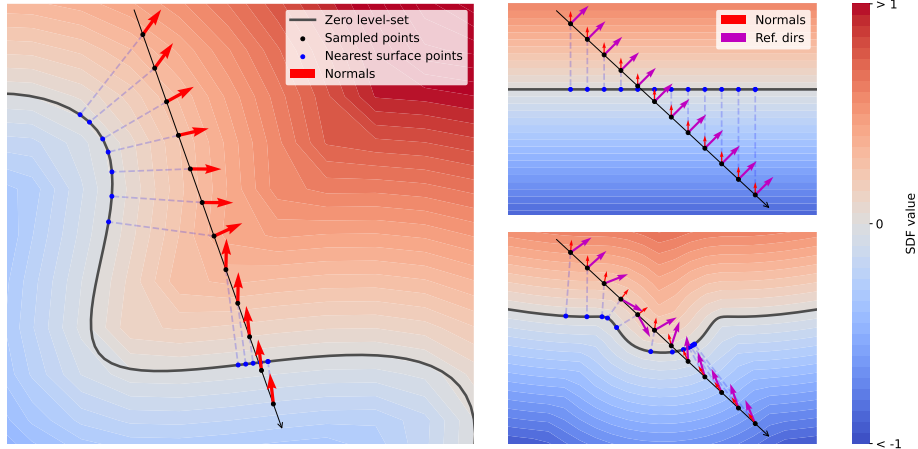 Zero level-set
Sampled points
Nearest surface points
Normals
Normals
Ref. dirs
> 1
0
< -1
SDF value